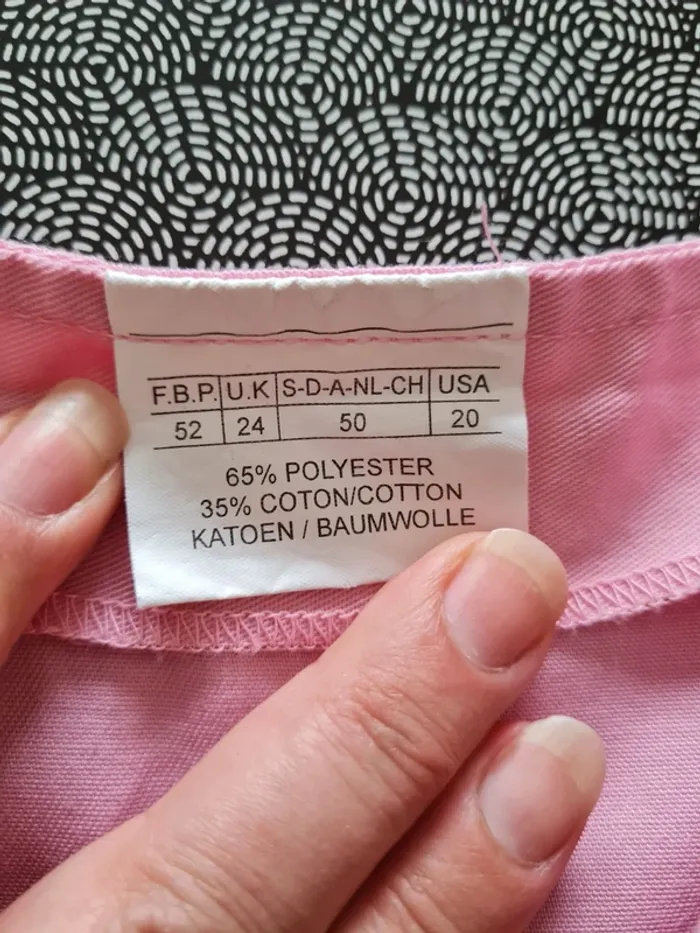 F.B.P. U.K S-D-A-NL-CH USA
52 24 50 20
65% POLYESTER
35% COTON/COTTON
KATOEN / BAUMWOLLE